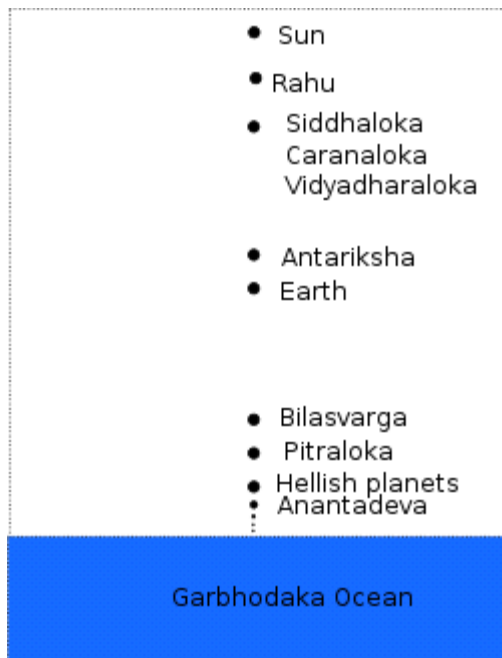 Sun
Rahu
Siddhaloka
Caranaloka
Vidyadharaloka
Antariksha
Earth
Bilasvarga
Pitraloka
Hellish planets
Anantadeva
Garbhodaka Ocean